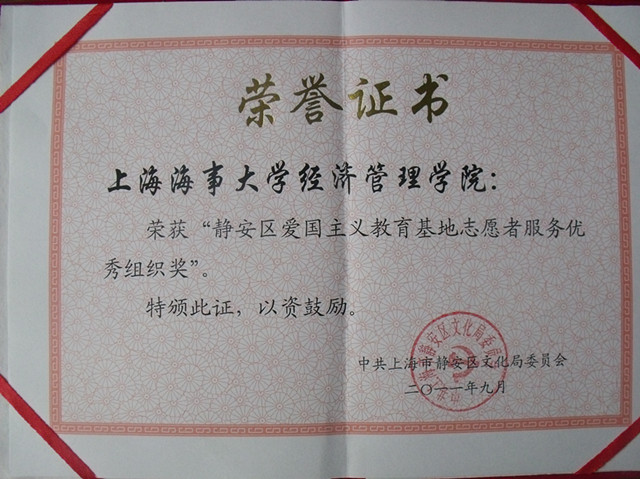 荣誉证书
上海海事大学经济管理学院：
荣获“静安区爱国主义教育基地志愿者服务优
秀组织奖”。
特颁此证，以资鼓励。
中共上海市静安区文化局委员会
二〇一一年九月